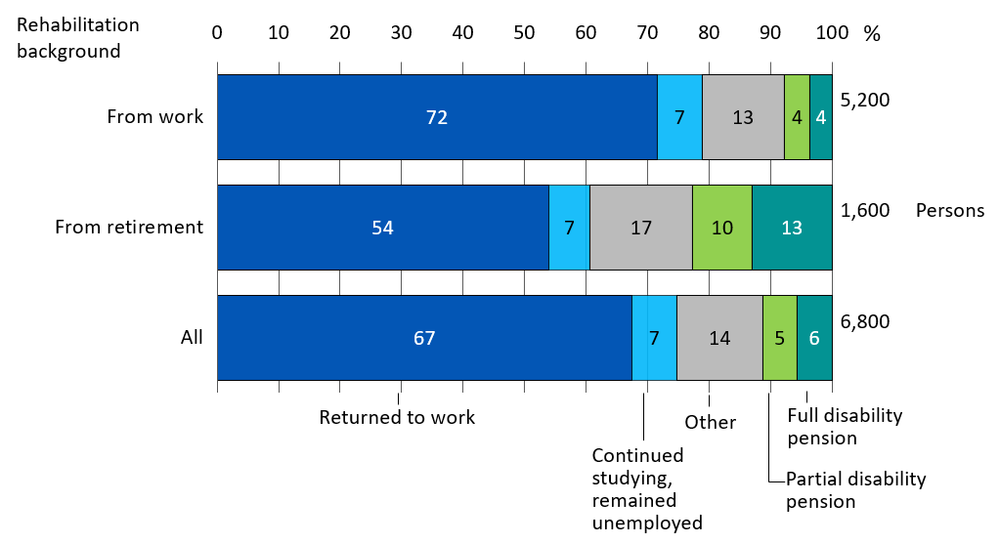 Rehabilitation
background
0 10 20 30 40 50 60 70 80 90 100 %
From work 72 7 13 4 4 5,200
From retirement 54 7 17 10 13 1,600 Persons
All 67 7 14 5 6 6,800
Returned to work
Continued
studying,
remained
unemployed
Other
Full disability
pension
Partial disability
pension